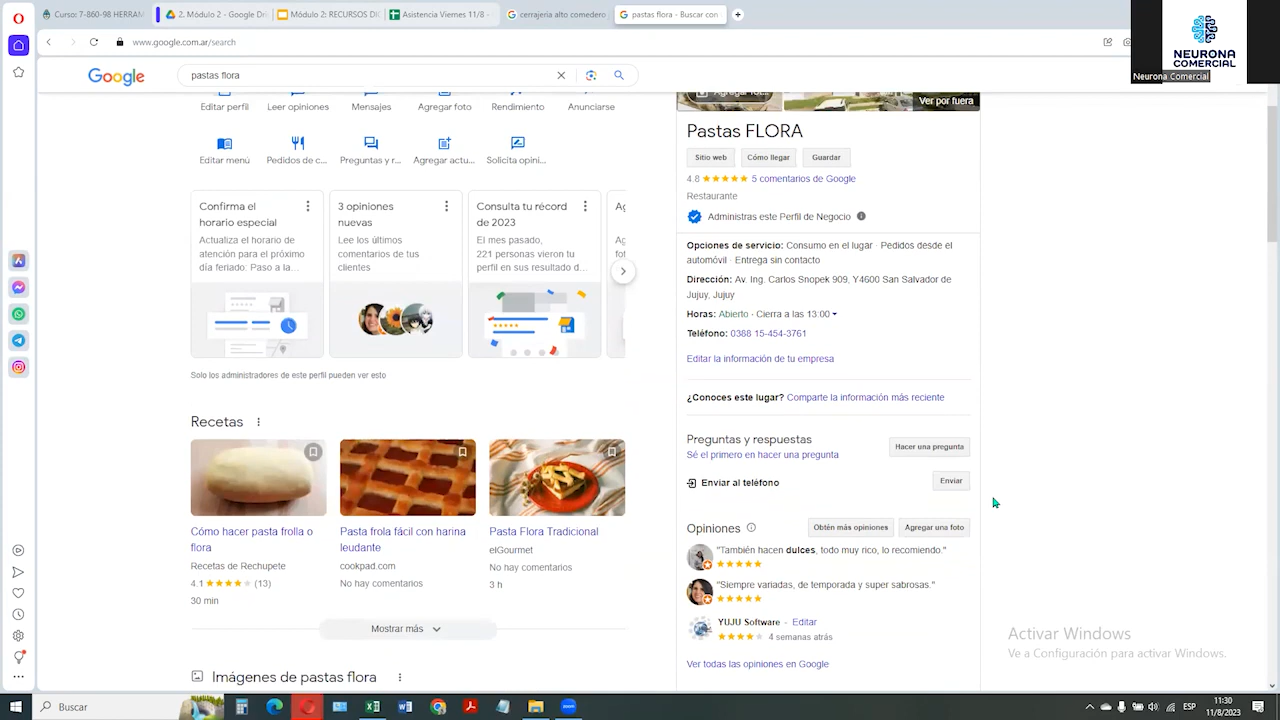 Curso: 7-860-98 HERRAM
2. Módulo 2 - Google Dri
Módulo 2: RECURSOS DIG
Asistencia Viernes 11/8 -
cerrajeria alto comedero
pastas flora - Buscar con
www.google.com.ar/search
NEURONA
COMERCIAL
Neurona Comercial
Google
pastas flora
Editar perfil
Leer opiniones
Mensajes
Agregar foto
Rendimiento
Anunciarse
Editar menú
Pedidos de c...
Preguntas y r...
Agregar actu...
Solicita opini...
Confirma el
horario especial
Actualiza el horario de
atención para el próximo
día feriado: Paso a la...
3 opiniones
nuevas
Lee los últimos
comentarios de tus
clientes
Consulta tu récord
de 2023
El mes pasado,
221 personas vieron tu
perfil en sus resultado d...
Solo los administradores de este perfil pueden ver esto
Recetas
Cómo hacer pasta frolla o
flora
Recetas de Rechupete
4.1 (13)
30 min
Pasta frola fácil con harina
leudante
cookpad.com
No hay comentarios
Pasta Flora Tradicional
elGourmet
No hay comentarios
3 h
Mostrar más
Imágenes de pastas flora
Ver por fuera
Pastas FLORA
Sitio web
Cómo llegar
Guardar
4.8 5 comentarios de Google
Restaurante
Administras este Perfil de Negocio
Opciones de servicio: Consumo en el lugar · Pedidos desde el
automóvil · Entrega sin contacto
Dirección: Av. Ing. Carlos Snopek 909, Y4600 San Salvador de
Jujuy, Jujuy
Horas: Abierto · Cierra a las 13:00
Teléfono: 0388 15-454-3761
Editar la información de tu empresa
¿Conoces este lugar? Comparte la información más reciente
Preguntas y respuestas
Sé el primero en hacer una pregunta
Hacer una pregunta
Enviar al teléfono
Enviar
Opiniones
Obtén más opiniones
Agregar una foto
"También hacen dulces, todo muy rico, lo recomiendo."
"Siempre variadas, de temporada y super sabrosas."
YUJU Software - Editar
4 semanas atrás
Ver todas las opiniones en Google
Activar Windows
Ve a Configuración para activar Windows.
Buscar
ESP
11:30